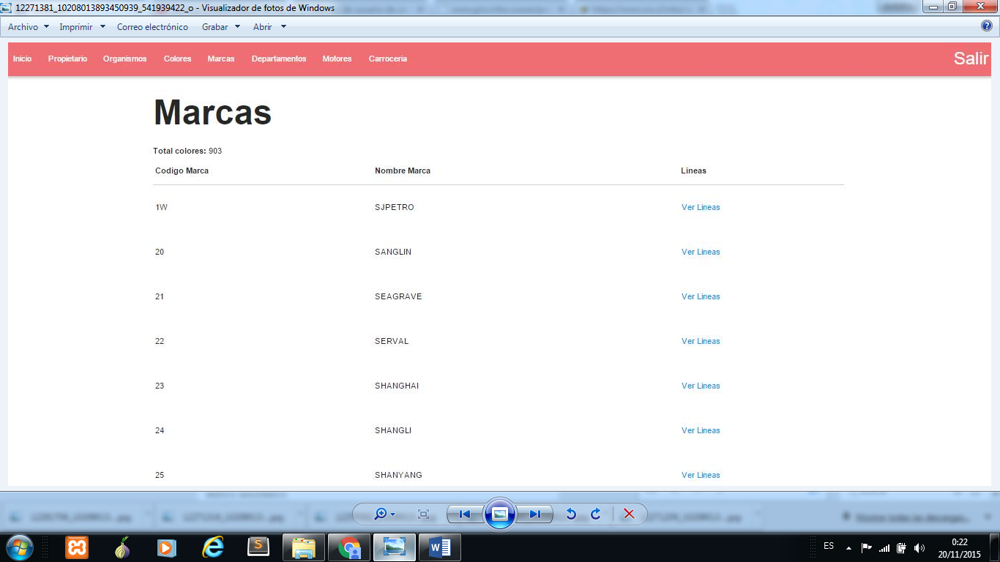 12271381_10208013893450939_541939422_o - Visualizador de fotos de Windows
Archivo Imprimir Correo electrónico Grabar Abrir
Inicio Propietario Organismos Colores Marcas Departamentos Motores Carroceria Salir
Marcas
Total colores: 903
Codigo Marca Nombre Marca Lineas
1W SJPETRO Ver Lineas
20 SANGLIN Ver Lineas
21 SEAGRAVE Ver Lineas
22 SERVAL Ver Lineas
23 SHANGHAI Ver Lineas
24 SHANGLI Ver Lineas
25 SHANYANG Ver Lineas
ES 0:22
20/11/2015